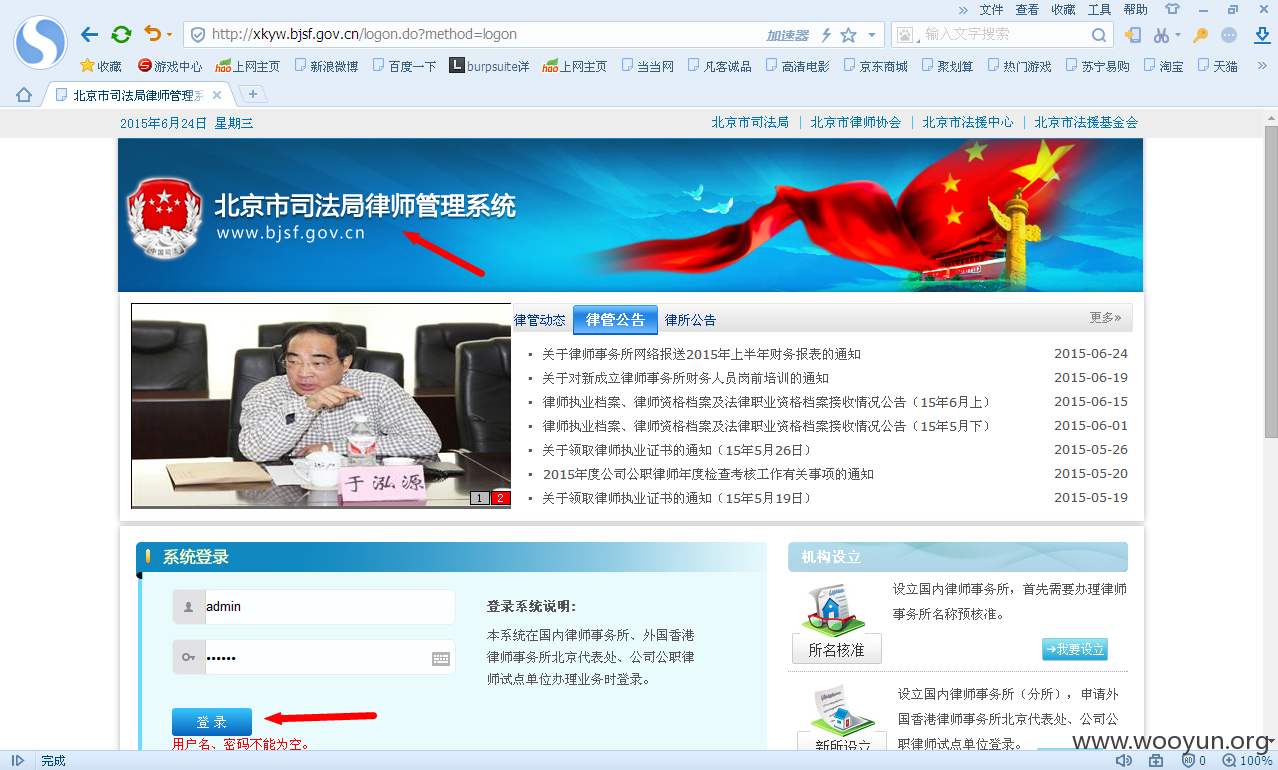 » 文件 查看 收藏 工具 帮助
http://xkyw.bjsf.gov.cn/logon.do?method=logon 加速器 输入文字搜索
收藏 游戏中心 hao 上网主页 新浪微博 百度一下 L burpsuite详 hao 上网主页 当当网 凡客诚品 高清电影 京东商城 聚划算 热门游戏 苏宁易购 淘宝 天猫 »
北京市司法局律师管理系
2015年6月24日 星期三 北京市司法局 | 北京市律师协会 | 北京市法援中心 | 北京市法援基金会
北京市司法局律师管理系统
www.bjsf.gov.cn
中国司法
律管动态 律管公告 律所公告 更多»
关于律师事务所网络报送2015年上半年财务报表的通知 2015-06-24
关于对新成立律师事务所财务人员岗前培训的通知 2015-06-19
律师执业档案、律师资格档案及法律职业资格档案接收情况公告（15年6月上） 2015-06-15
律师执业档案、律师资格档案及法律职业资格档案接收情况公告（15年5月下） 2015-06-01
关于领取律师执业证书的通知（15年5月26日） 2015-05-26
2015年度公司公职律师年度检查考核工作有关事项的通知 2015-05-20
关于领取律师执业证书的通知（15年5月19日） 2015-05-19
于泓源
1 2
系统登录
admin
••••••
登录系统说明:
本系统在国内律师事务所、外国香港
律师事务所北京代表处、公司公职律
师试点单位办理业务时登录。
登 录
用户名、密码不能为空。
机构设立
设立国内律师事务所，首先需要办理律师
事务所名称预核准。
所名核准
➔我要设立
设立国内律师事务所（分所），申请外
国香港律师事务所北京代表处、公司公
职律师试点单位登录。
新所设立
www.wooyun.org
完成 0 100%